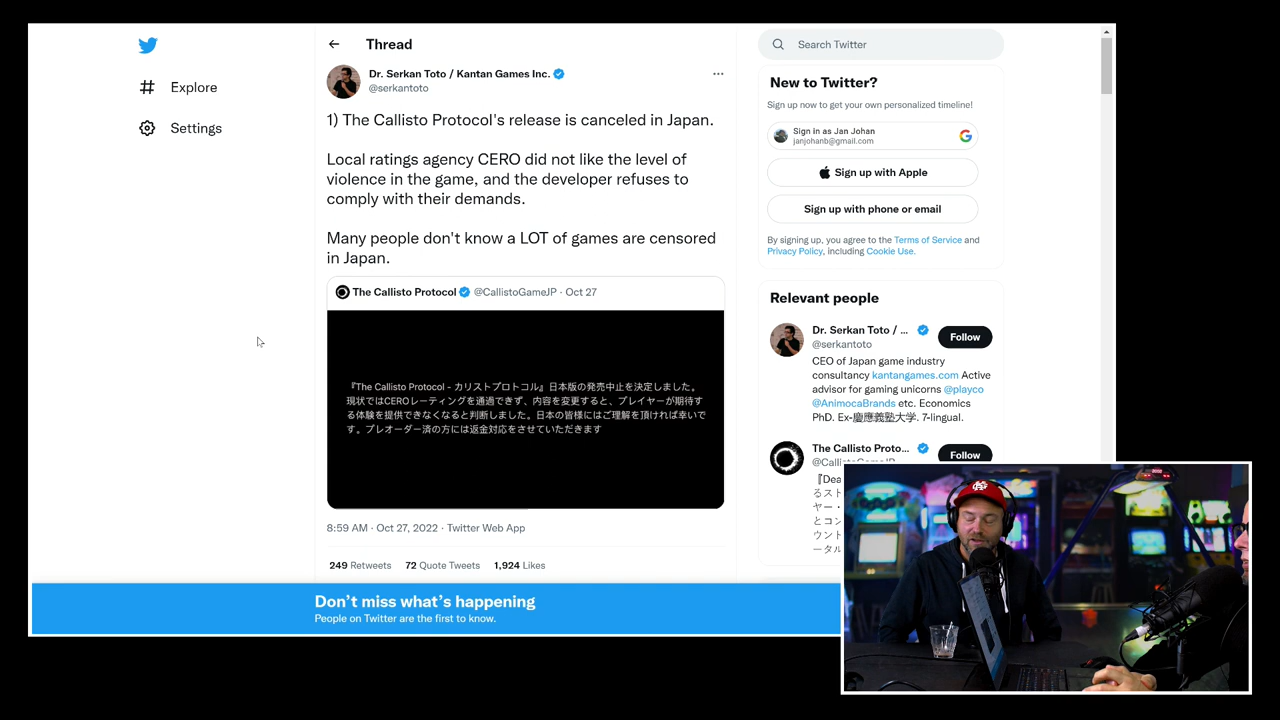 Explore
Settings
Thread
Dr. Serkan Toto / Kantan Games Inc.
@serkantoto
1) The Callisto Protocol's release is canceled in Japan.
Local ratings agency CERO did not like the level of
violence in the game, and the developer refuses to
comply with their demands.
Many people don't know a LOT of games are censored
in Japan.
The Callisto Protocol @CallistoGameJP · Oct 27
『The Callisto Protocol - カリストプロトコル』日本版の発売中止を決定しました。
現状ではCEROレーティングを通過できず、内容を変更すると、プレイヤーが期待す
る体験を提供できなくなると判断しました。日本の皆様にはご理解を頂ければ幸いで
す。プレオーダー済の方には返金対応をさせていただきます
8:59 AM · Oct 27, 2022 · Twitter Web App
249 Retweets 72 Quote Tweets 1,924 Likes
Search Twitter
New to Twitter?
Sign up now to get your own personalized timeline!
Sign in as Jan Johan
janjohanb@gmail.com
Sign up with Apple
Sign up with phone or email
By signing up, you agree to the Terms of Service and
Privacy Policy, including Cookie Use.
Relevant people
Dr. Serkan Toto / ...
@serkantoto
Follow
CEO of Japan game industry
consultancy kantangames.com Active
advisor for gaming unicorns @playco
@AnimocaBrands etc. Economics
PhD. Ex-慶應義塾大学. 7-lingual.
The Callisto Proto...
Follow
『Dea
るスト
ヤー・
とコン
ウント
ータル
Don't miss what's happening
People on Twitter are the first to know.